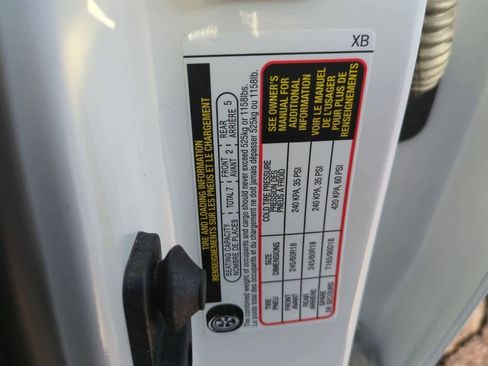 XB
TIRE AND LOADING INFORMATION
RENSEIGNEMENTS SUR LES PNEUS ET LE CHARGEMENT
SEATING CAPACITY TOTAL 7 FRONT 2 REAR 5
NOMBRE DE PLACES AVANT ARRIÈRE
The combined weight of occupants and cargo should never exceed 525kg or 1158lbs.
Le poids total des occupants et du chargement ne doit jamais dépasser 525kg ou 1158lb.
TIRE SIZE COLD TIRE PRESSURE
PNEU DIMENSIONS PRESSION DES PNEUS À FROID
FRONT 245/60R18 240 KPA, 35 PSI
AVANT
REAR 245/60R18 240 KPA, 35 PSI
ARRIÈRE
SPARE T165/90D18 420 KPA, 60 PSI
DE SECOURS
SEE OWNER'S
MANUAL FOR
ADDITIONAL
INFORMATION
VOIR LE MANUEL
DE L'USAGER
POUR PLUS DE
RENSEIGNEMENTS